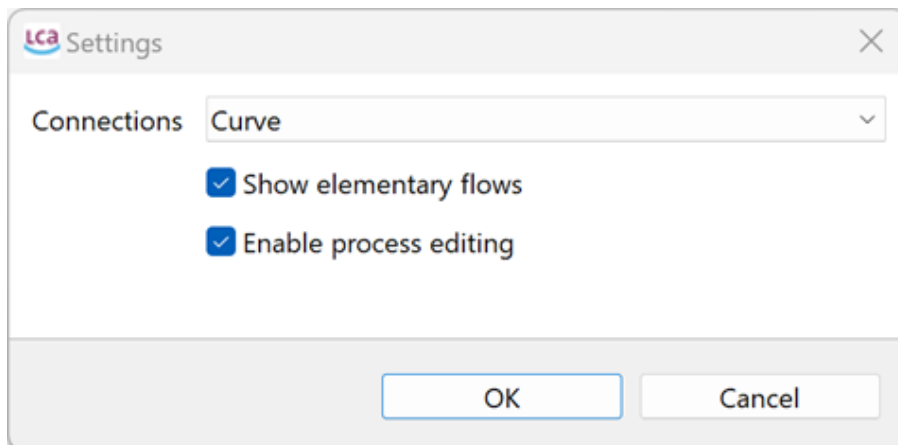 LCA Settings
Connections Curve
Show elementary flows
Enable process editing
OK Cancel